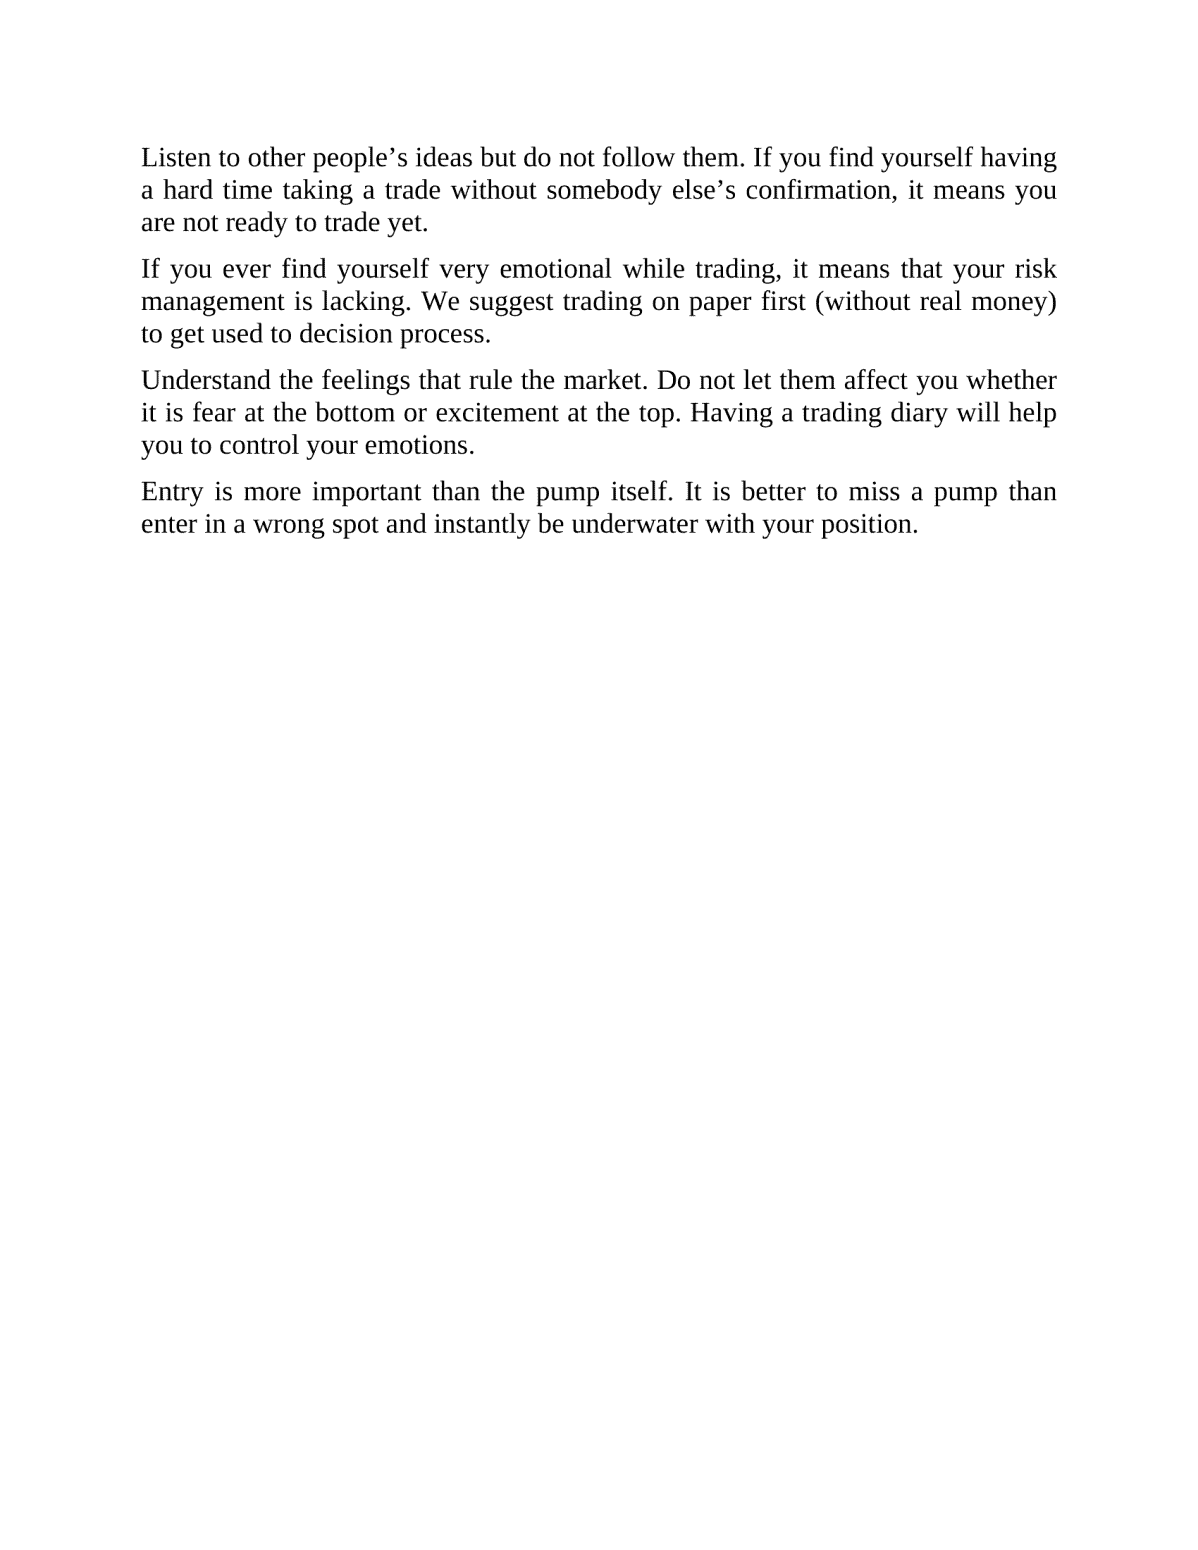 Listen to other people’s ideas but do not follow them. If you find yourself having
a hard time taking a trade without somebody else’s confirmation, it means you
are not ready to trade yet.
If you ever find yourself very emotional while trading, it means that your risk
management is lacking. We suggest trading on paper first (without real money)
to get used to decision process.
Understand the feelings that rule the market. Do not let them affect you whether
it is fear at the bottom or excitement at the top. Having a trading diary will help
you to control your emotions.
Entry is more important than the pump itself. It is better to miss a pump than
enter in a wrong spot and instantly be underwater with your position.